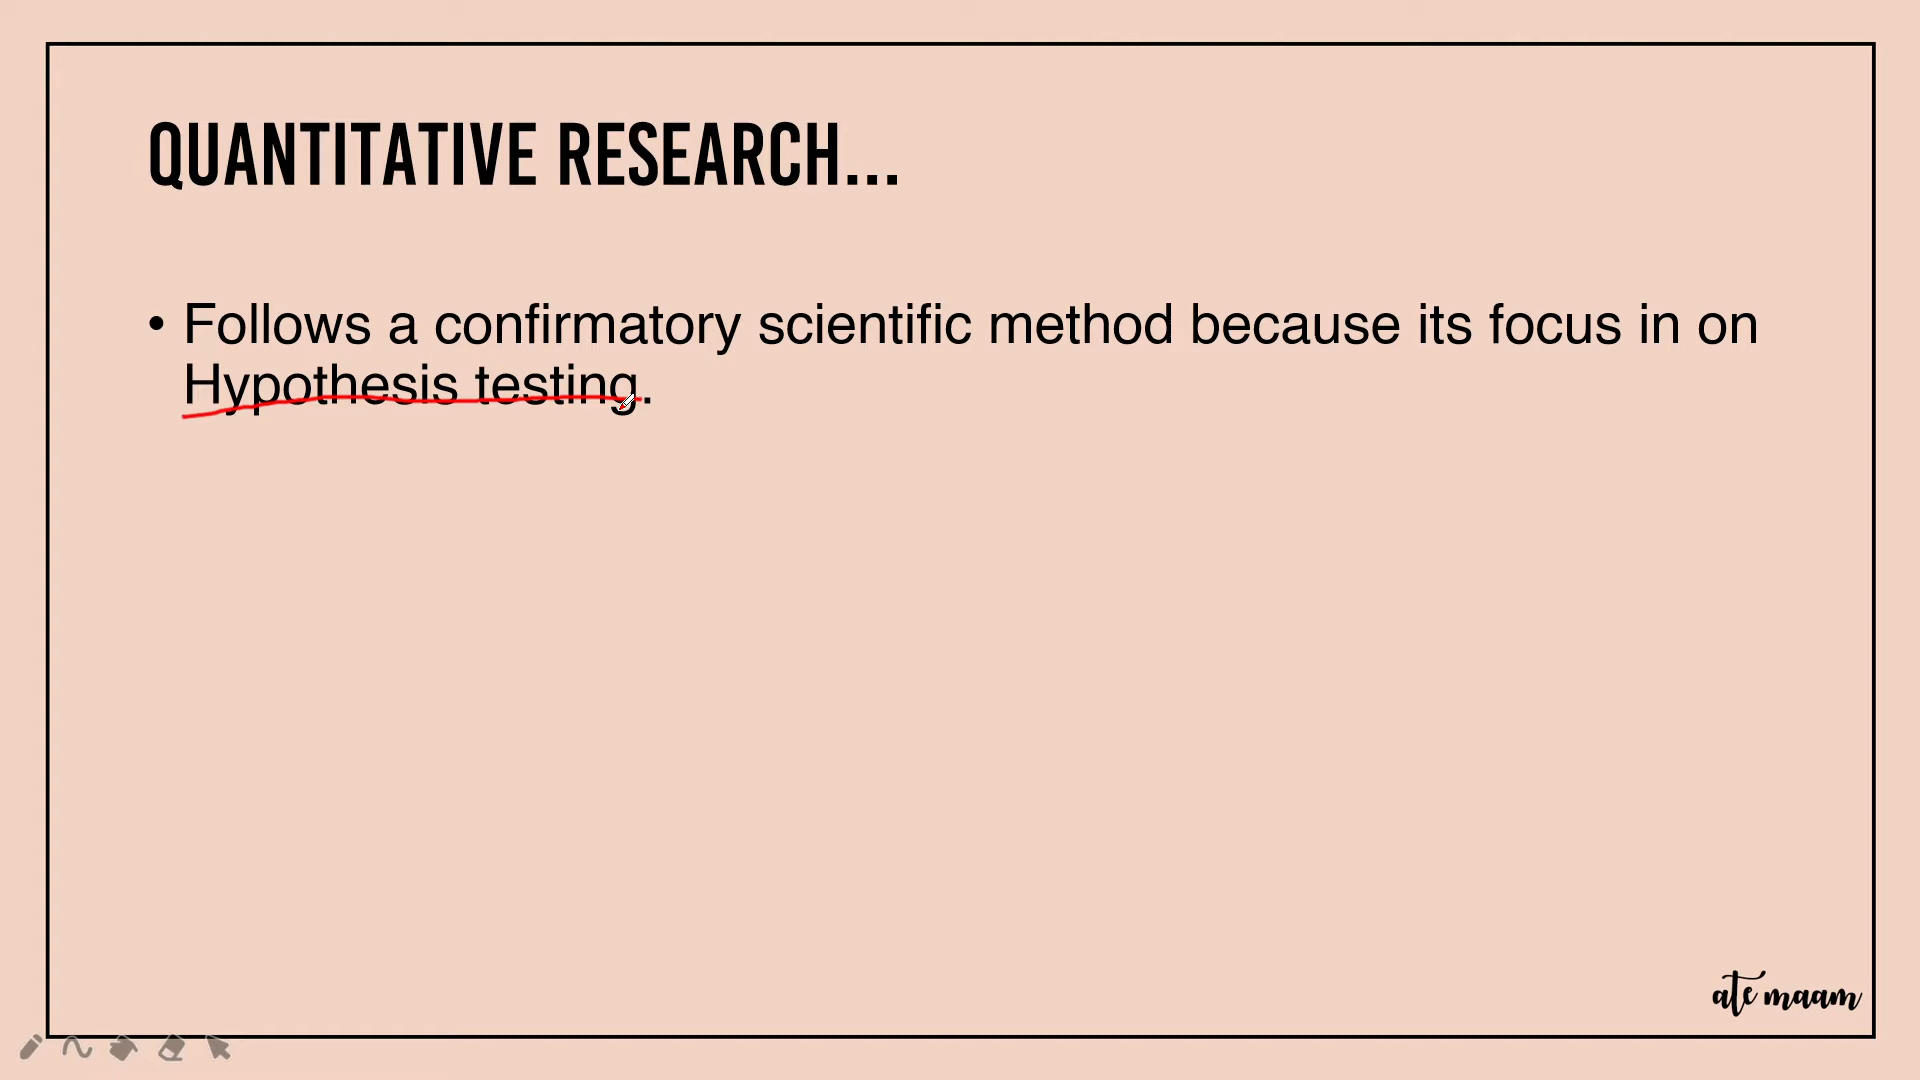 QUANTITATIVE RESEARCH...
• Follows a confirmatory scientific method because its focus in on
Hypothesis testing.
ate maam